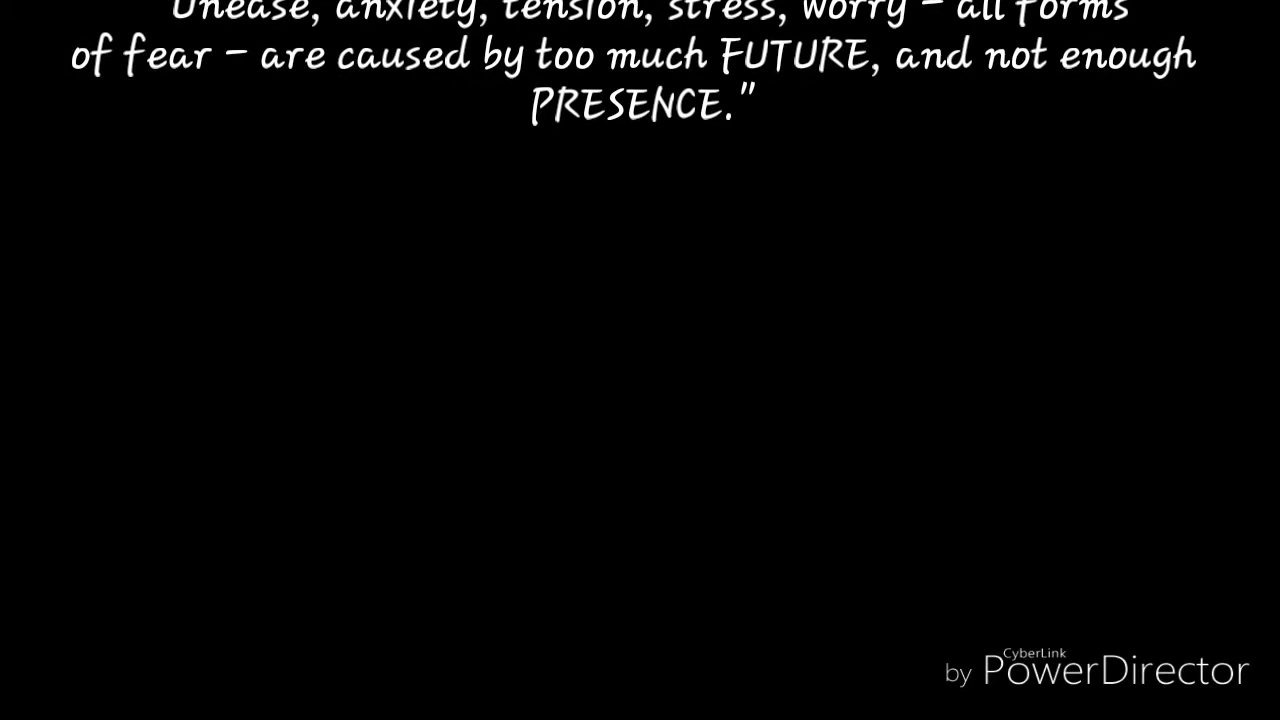 Unease, anxiety, tension, stress, worry – all forms
of fear – are caused by too much FUTURE, and not enough
PRESENCE."
CyberLink
by PowerDirector